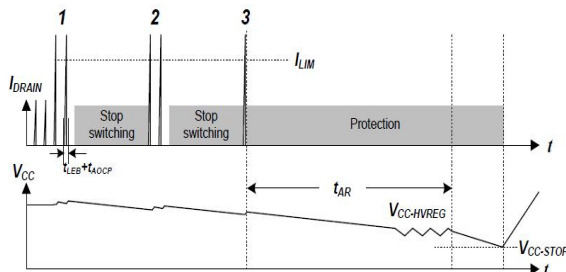 1 2 3
I_LIM
I_DRAIN
Stop switching
Stop switching
Protection
t
t_LEB+t_AOCP
V_CC
t_AR
V_CC-HVREG
V_CC-STOP
t